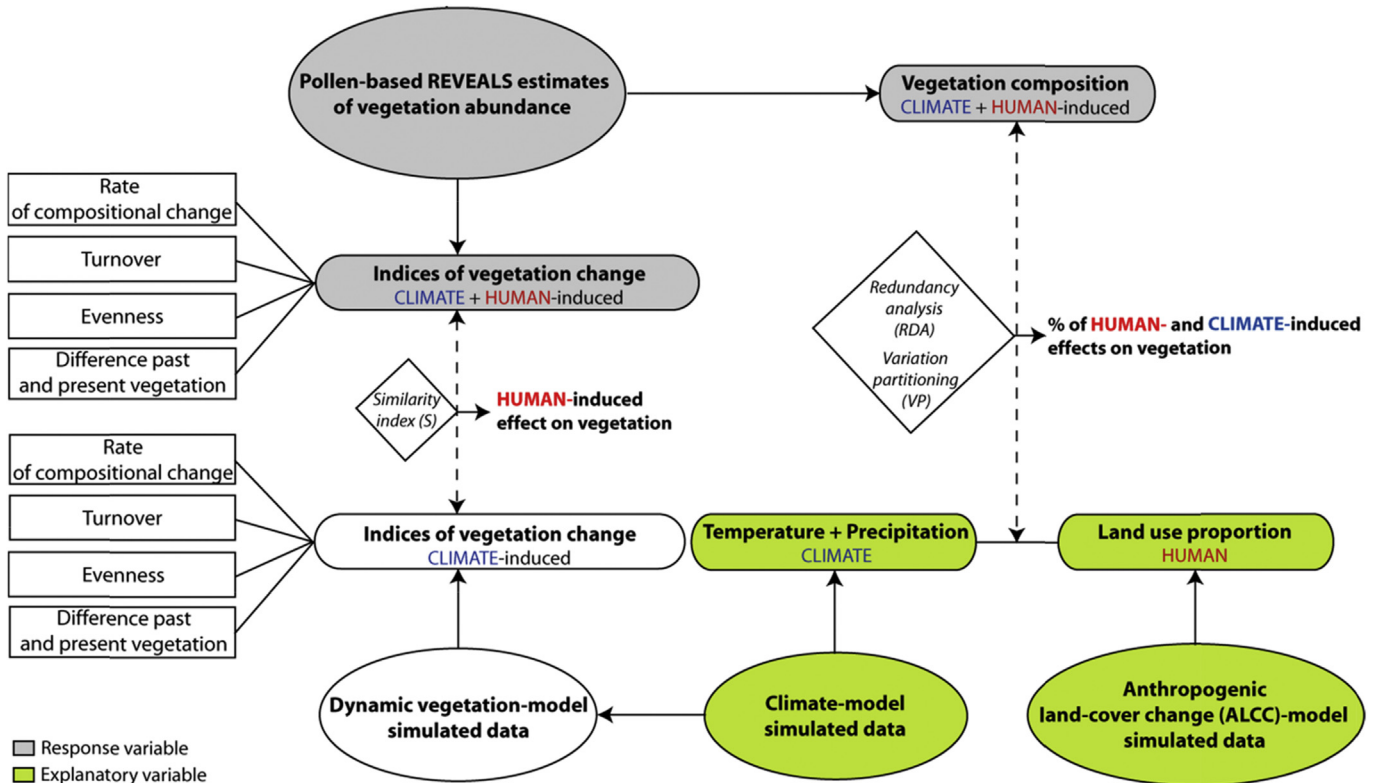 Pollen-based REVEALS estimates
of vegetation abundance
Vegetation composition
CLIMATE + HUMAN-induced
Rate
of compositional change
Turnover
Evenness
Difference past
and present vegetation
Indices of vegetation change
CLIMATE + HUMAN-induced
Redundancy
analysis
(RDA)
Variation
partitioning
(VP)
% of HUMAN- and CLIMATE-induced
effects on vegetation
Similarity
index (S)
HUMAN-induced
effect on vegetation
Rate
of compositional change
Turnover
Evenness
Difference past
and present vegetation
Indices of vegetation change
CLIMATE-induced
Temperature + Precipitation
CLIMATE
Land use proportion
HUMAN
Dynamic vegetation-model
simulated data
Climate-model
simulated data
Anthropogenic
land-cover change (ALCC)-model
simulated data
Response variable
Explanatory variable